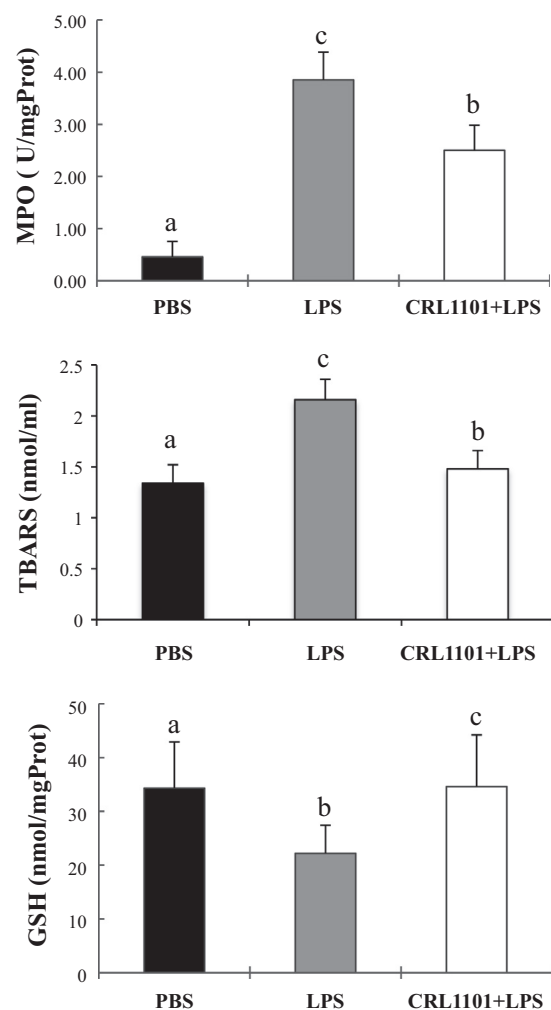 MPO ( U/mgProt)
5.00
4.00
3.00
2.00
1.00
0.00
a
c
b
PBS LPS CRL1101+LPS
TBARS (nmol/ml)
2.5
2
1.5
1
0.5
0
a
c
b
PBS LPS CRL1101+LPS
GSH (nmol/mgProt)
50
40
30
20
10
0
a
b
c
PBS LPS CRL1101+LPS